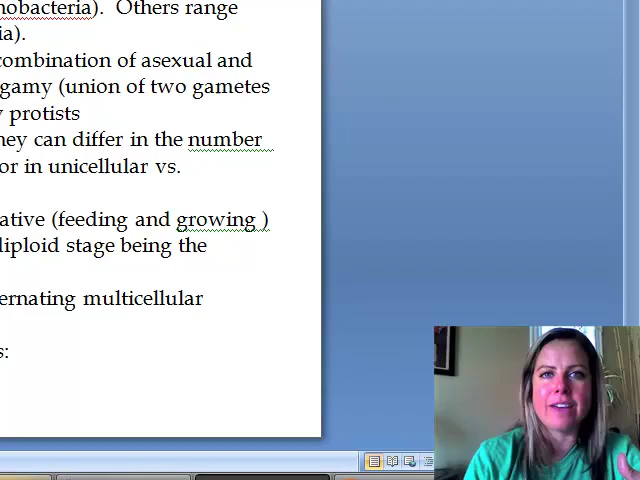 nobacteria). Others range
ia).
combination of asexual and
gamy (union of two gametes
protists
hey can differ in the number
or in unicellular vs.
ative (feeding and growing )
diploid stage being the
ernating multicellular
s: